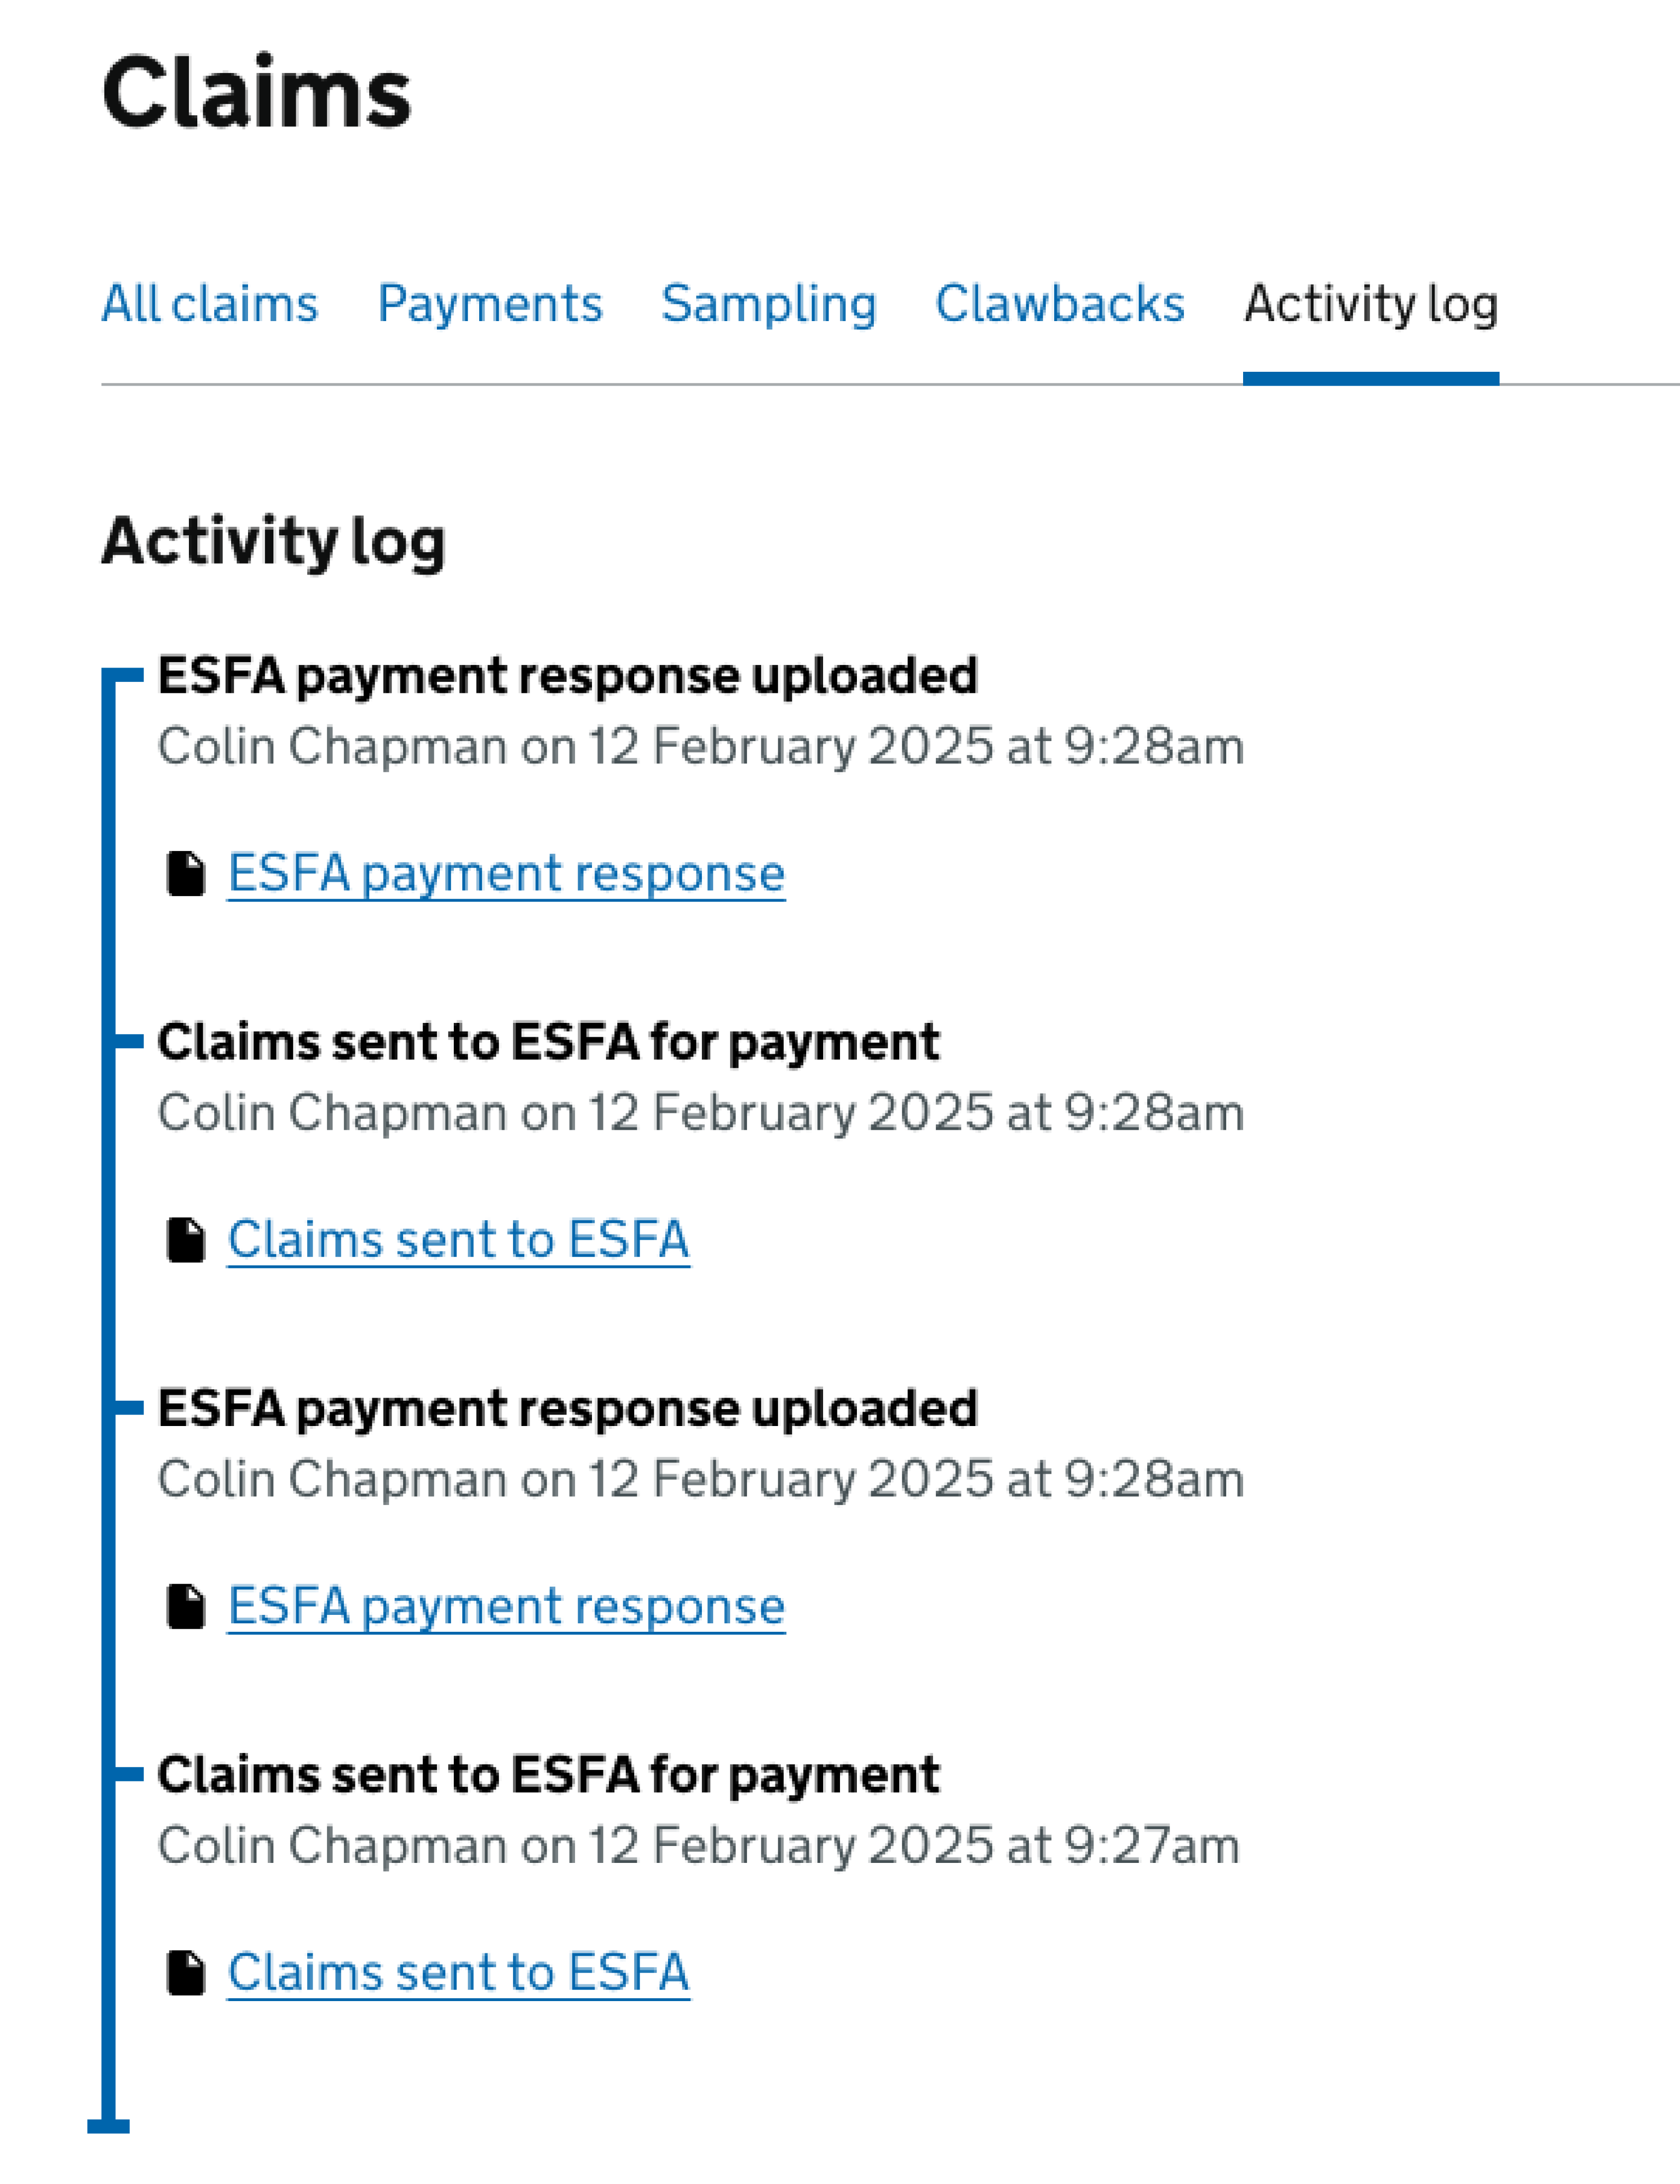 Claims
All claims Payments Sampling Clawbacks Activity log
Activity log
ESFA payment response uploaded
Colin Chapman on 12 February 2025 at 9:28am
ESFA payment response
Claims sent to ESFA for payment
Colin Chapman on 12 February 2025 at 9:28am
Claims sent to ESFA
ESFA payment response uploaded
Colin Chapman on 12 February 2025 at 9:28am
ESFA payment response
Claims sent to ESFA for payment
Colin Chapman on 12 February 2025 at 9:27am
Claims sent to ESFA